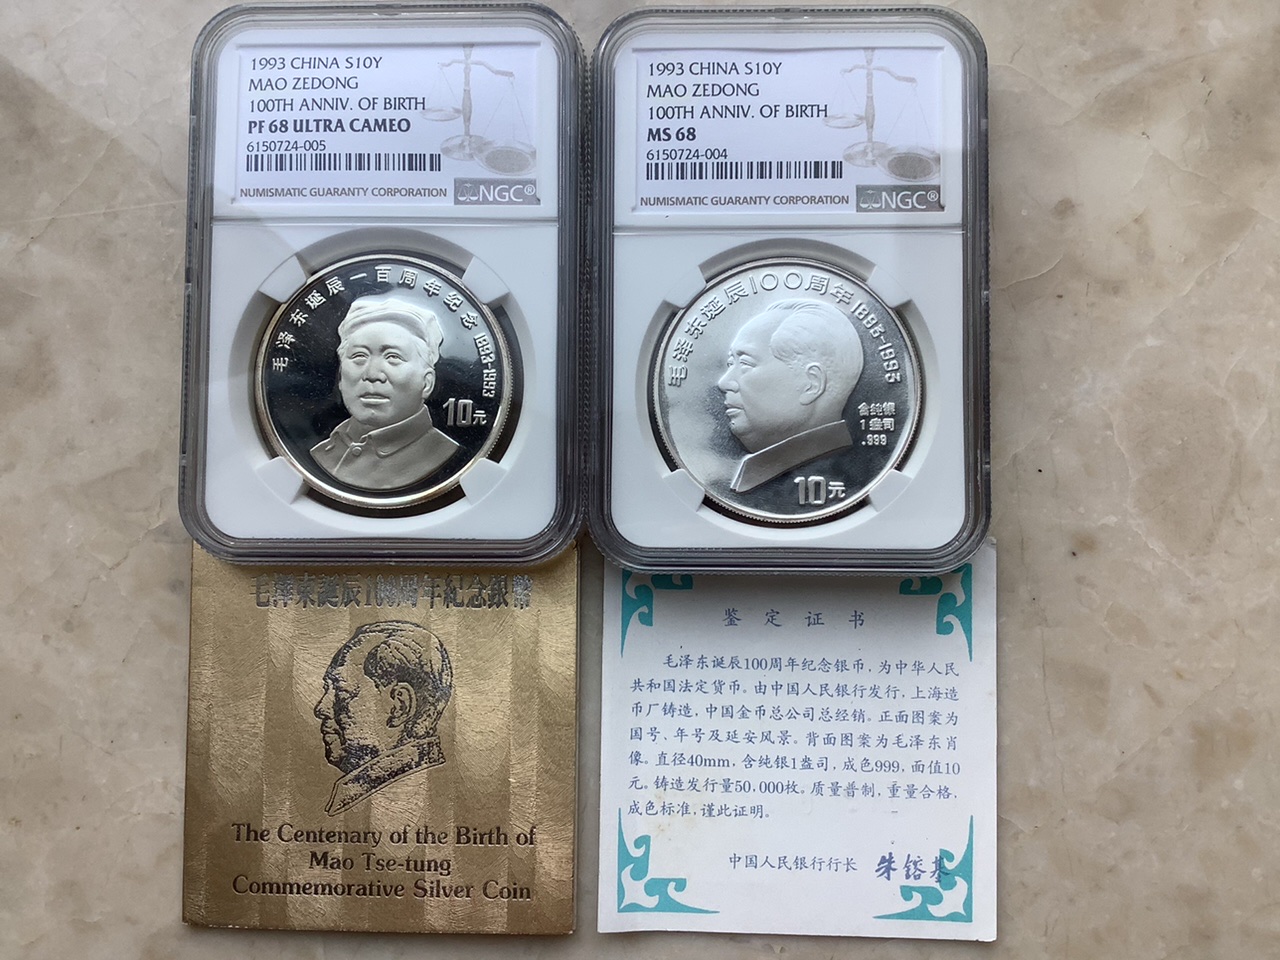 1993 CHINA S10Y
MAO ZEDONG
100TH ANNIV. OF BIRTH
PF 68 ULTRA CAMEO
6150724-005
NUMISMATIC GUARANTY CORPORATION
NGC®
毛泽东诞辰一百周年纪念 1893-1993
10元
1993 CHINA S10Y
MAO ZEDONG
100TH ANNIV. OF BIRTH
MS 68
6150724-004
NUMISMATIC GUARANTY CORPORATION
NGC®
毛泽东诞辰100周年1893-1993
含纯银
1盎司
.999
10元
毛澤東誕辰100周年紀念銀幣
The Centenary of the Birth of
Mao Tse-tung
Commemorative Silver Coin
鉴定证书
毛泽东诞辰100周年纪念银币，为中华人民
共和国法定货币。由中国人民银行发行，上海造
币厂铸造，中国金币总公司总经销。正面图案为
国号、年号及延安风景。背面图案为毛泽东肖
像。直径40mm，含纯银1盎司，成色999，面值10
元。铸造发行量50,000枚。质量普制，重量合格，
成色标准，谨此证明。
中国人民银行行长 朱镕基